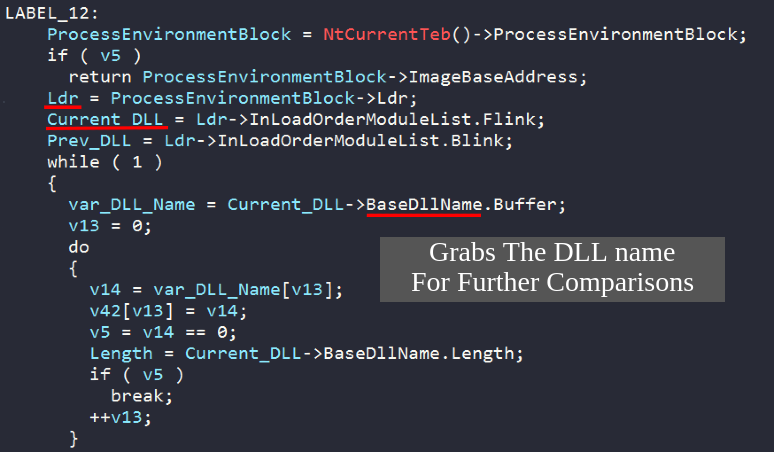 LABEL_12:
ProcessEnvironmentBlock = NtCurrentTeb()->ProcessEnvironmentBlock;
if ( v5 )
return ProcessEnvironmentBlock->ImageBaseAddress;
Ldr = ProcessEnvironmentBlock->Ldr;
Current_DLL = Ldr->InLoadOrderModuleList.Flink;
Prev_DLL = Ldr->InLoadOrderModuleList.Blink;
while ( 1 )
{
var_DLL_Name = Current_DLL->BaseDllName.Buffer;
v13 = 0;
do
{
v14 = var_DLL_Name[v13];
v42[v13] = v14;
v5 = v14 == 0;
Length = Current_DLL->BaseDllName.Length;
if ( v5 )
break;
++v13;
}
Grabs The DLL name
For Further Comparisons